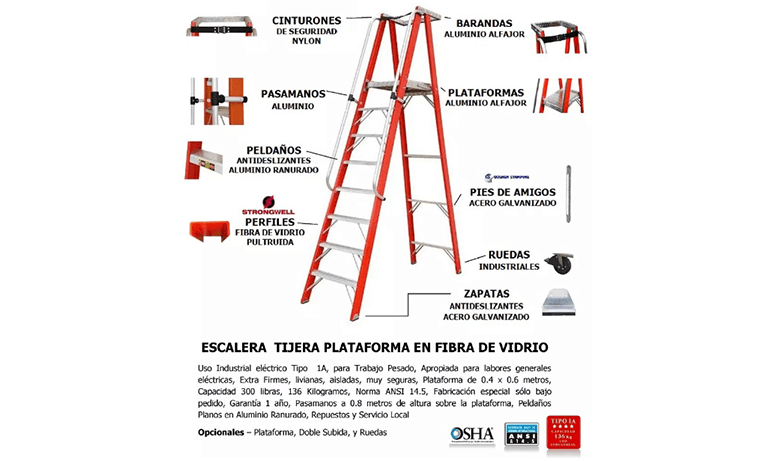 CINTURONES
DE SEGURIDAD
NYLON
BARANDAS
ALUMINIO ALFAJOR
PASAMANOS
ALUMINIO
PLATAFORMAS
ALUMINIO ALFAJOR
PELDAÑOS
ANTIDESLIZANTES
ALUMINIO RANURADO
STRONGWELL
PERFILES
FIBRA DE VIDRIO
PULTRUIDA
PIES DE AMIGOS
ACERO GALVANIZADO
RUEDAS
INDUSTRIALES
ZAPATAS
ANTIDESLIZANTES
ACERO GALVANIZADO
ESCALERA TIJERA PLATAFORMA EN FIBRA DE VIDRIO
Uso Industrial eléctrico Tipo 1A, para Trabajo Pesado, Apropiada para labores generales
eléctricas, Extra Firmes, livianas, aisladas, muy seguras, Plataforma de 0.4 x 0.6 metros,
Capacidad 300 libras, 136 Kilogramos, Norma ANSI 14.5, Fabricación especial sólo bajo
pedido, Garantía 1 año, Pasamanos a 0.8 metros de altura sobre la plataforma, Peldaños
Planos en Aluminio Ranurado, Repuestos y Servicio Local
Opcionales – Plataforma, Doble Subida, y Ruedas
OSHA
ANSI
A14.5
TIPO IA
CAPACIDAD
136 kg